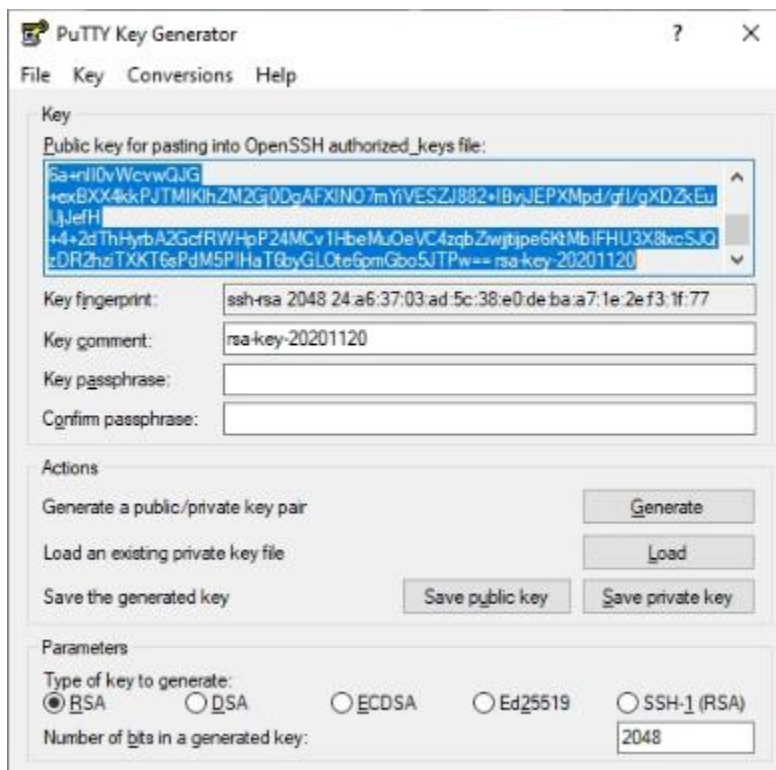 PuTTY Key Generator
? ×
File Key Conversions Help
Key
Public key for pasting into OpenSSH authorized_keys file:
zDR2hziTXKT6sPdM5PlHaT6byGLOte6pmGbo5JTPw== rsa-key-20201120
Key fingerprint: ssh-rsa 2048 24:a6:37:03:ad:5c:38:e0:de:ba:a7:1e:2e:f3:1f:77
Key comment: rsa-key-20201120
Key passphrase:
Confirm passphrase:
Actions
Generate a public/private key pair Generate
Load an existing private key file Load
Save the generated key Save public key Save private key
Parameters
Type of key to generate:
RSA DSA ECDSA Ed25519 SSH-1 (RSA)
Number of bits in a generated key: 2048